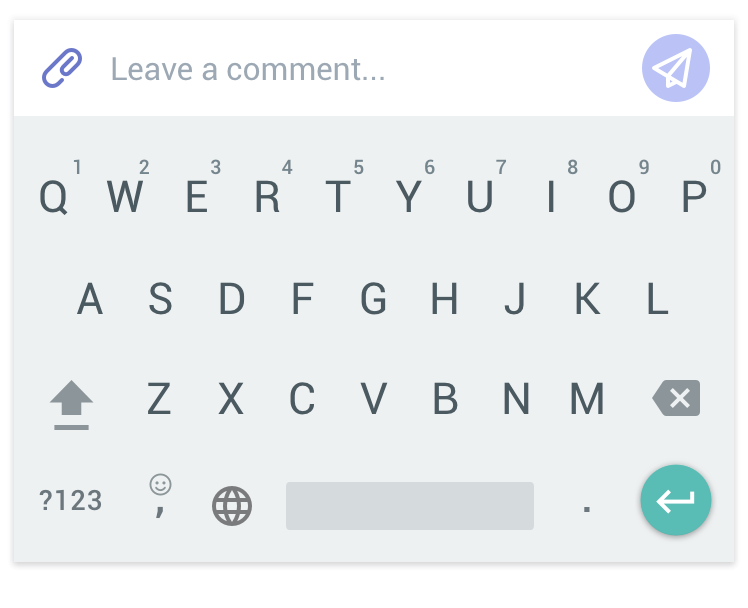 Leave a comment...
1 2 3 4 5 6 7 8 9 0
Q W E R T Y U I O P
A S D F G H J K L
Z X C V B N M
?123 , .